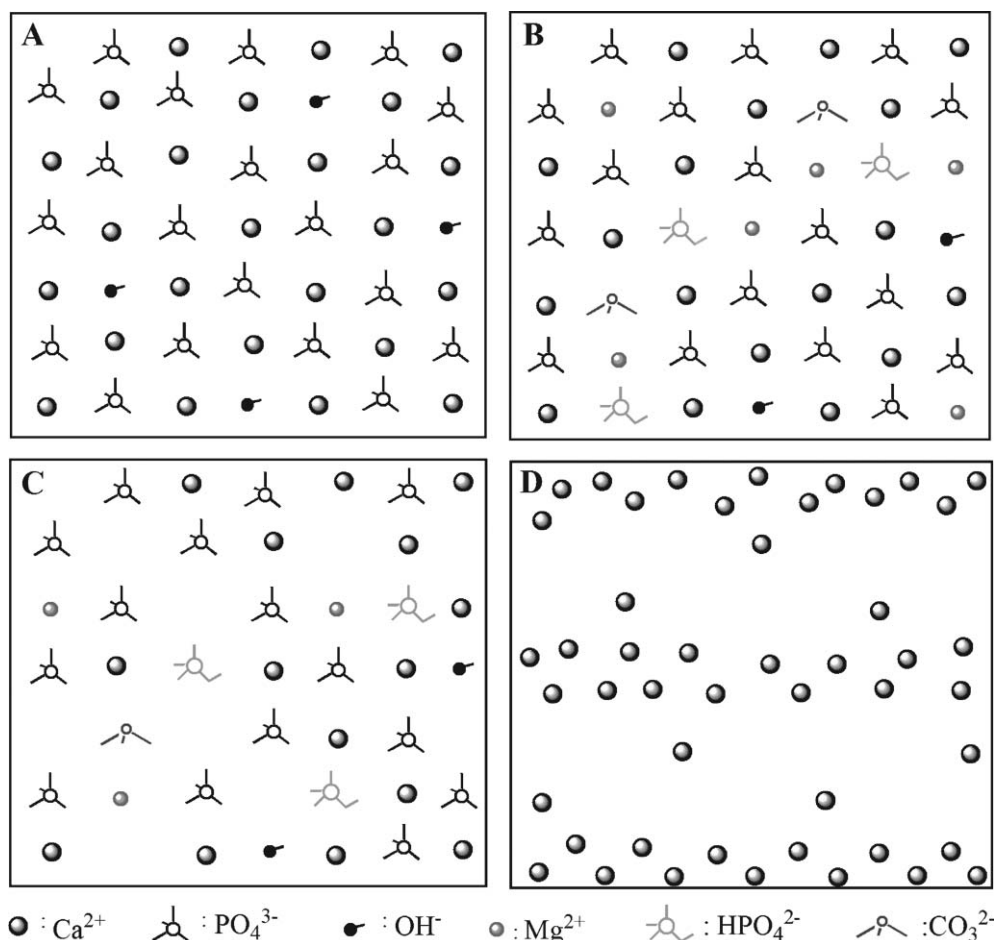 A
B
C
D
: Ca²⁺ : PO₄³⁻ : OH⁻ : Mg²⁺ : HPO₄²⁻ : CO₃²⁻